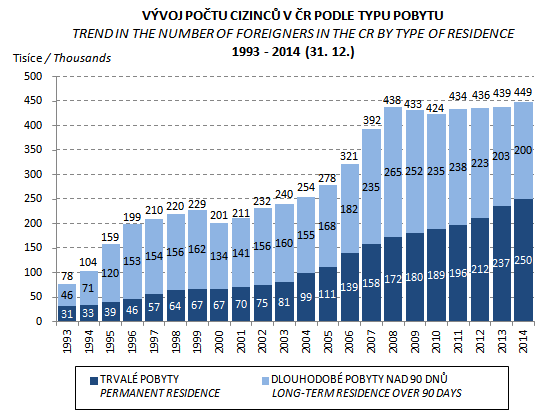 VÝVOJ POČTU CIZINCŮ V ČR PODLE TYPU POBYTU
TREND IN THE NUMBER OF FOREIGNERS IN THE CR BY TYPE OF RESIDENCE
1993 - 2014 (31. 12.)
Tisíce / Thousands
500
450
400
350
300
250
200
150
100
50
0
78 104 159 199 210 220 229 201 211 232 240 254 278 321 392 438 433 424 434 436 439 449
46 71 120 153 154 156 162 134 141 156 160 155 168 182 235 265 252 235 238 223 203 200
31 33 39 46 57 64 67 67 70 75 81 99 111 139 158 172 180 189 196 212 237 250
1993 1994 1995 1996 1997 1998 1999 2000 2001 2002 2003 2004 2005 2006 2007 2008 2009 2010 2011 2012 2013 2014
TRVALÉ POBYTY
PERMANENT RESIDENCE
DLOUHODOBÉ POBYTY NAD 90 DNŮ
LONG-TERM RESIDENCE OVER 90 DAYS